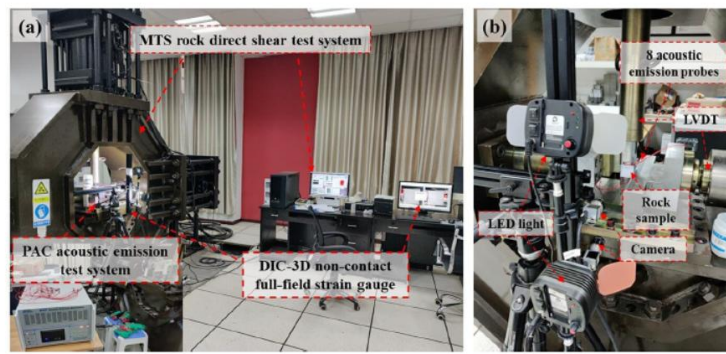 (a)
MTS rock direct shear test system
PAC acoustic emission
test system
DIC-3D non-contact
full-field strain gauge
(b)
8 acoustic
emission probes
LVDT
Rock
sample
LED light
Camera